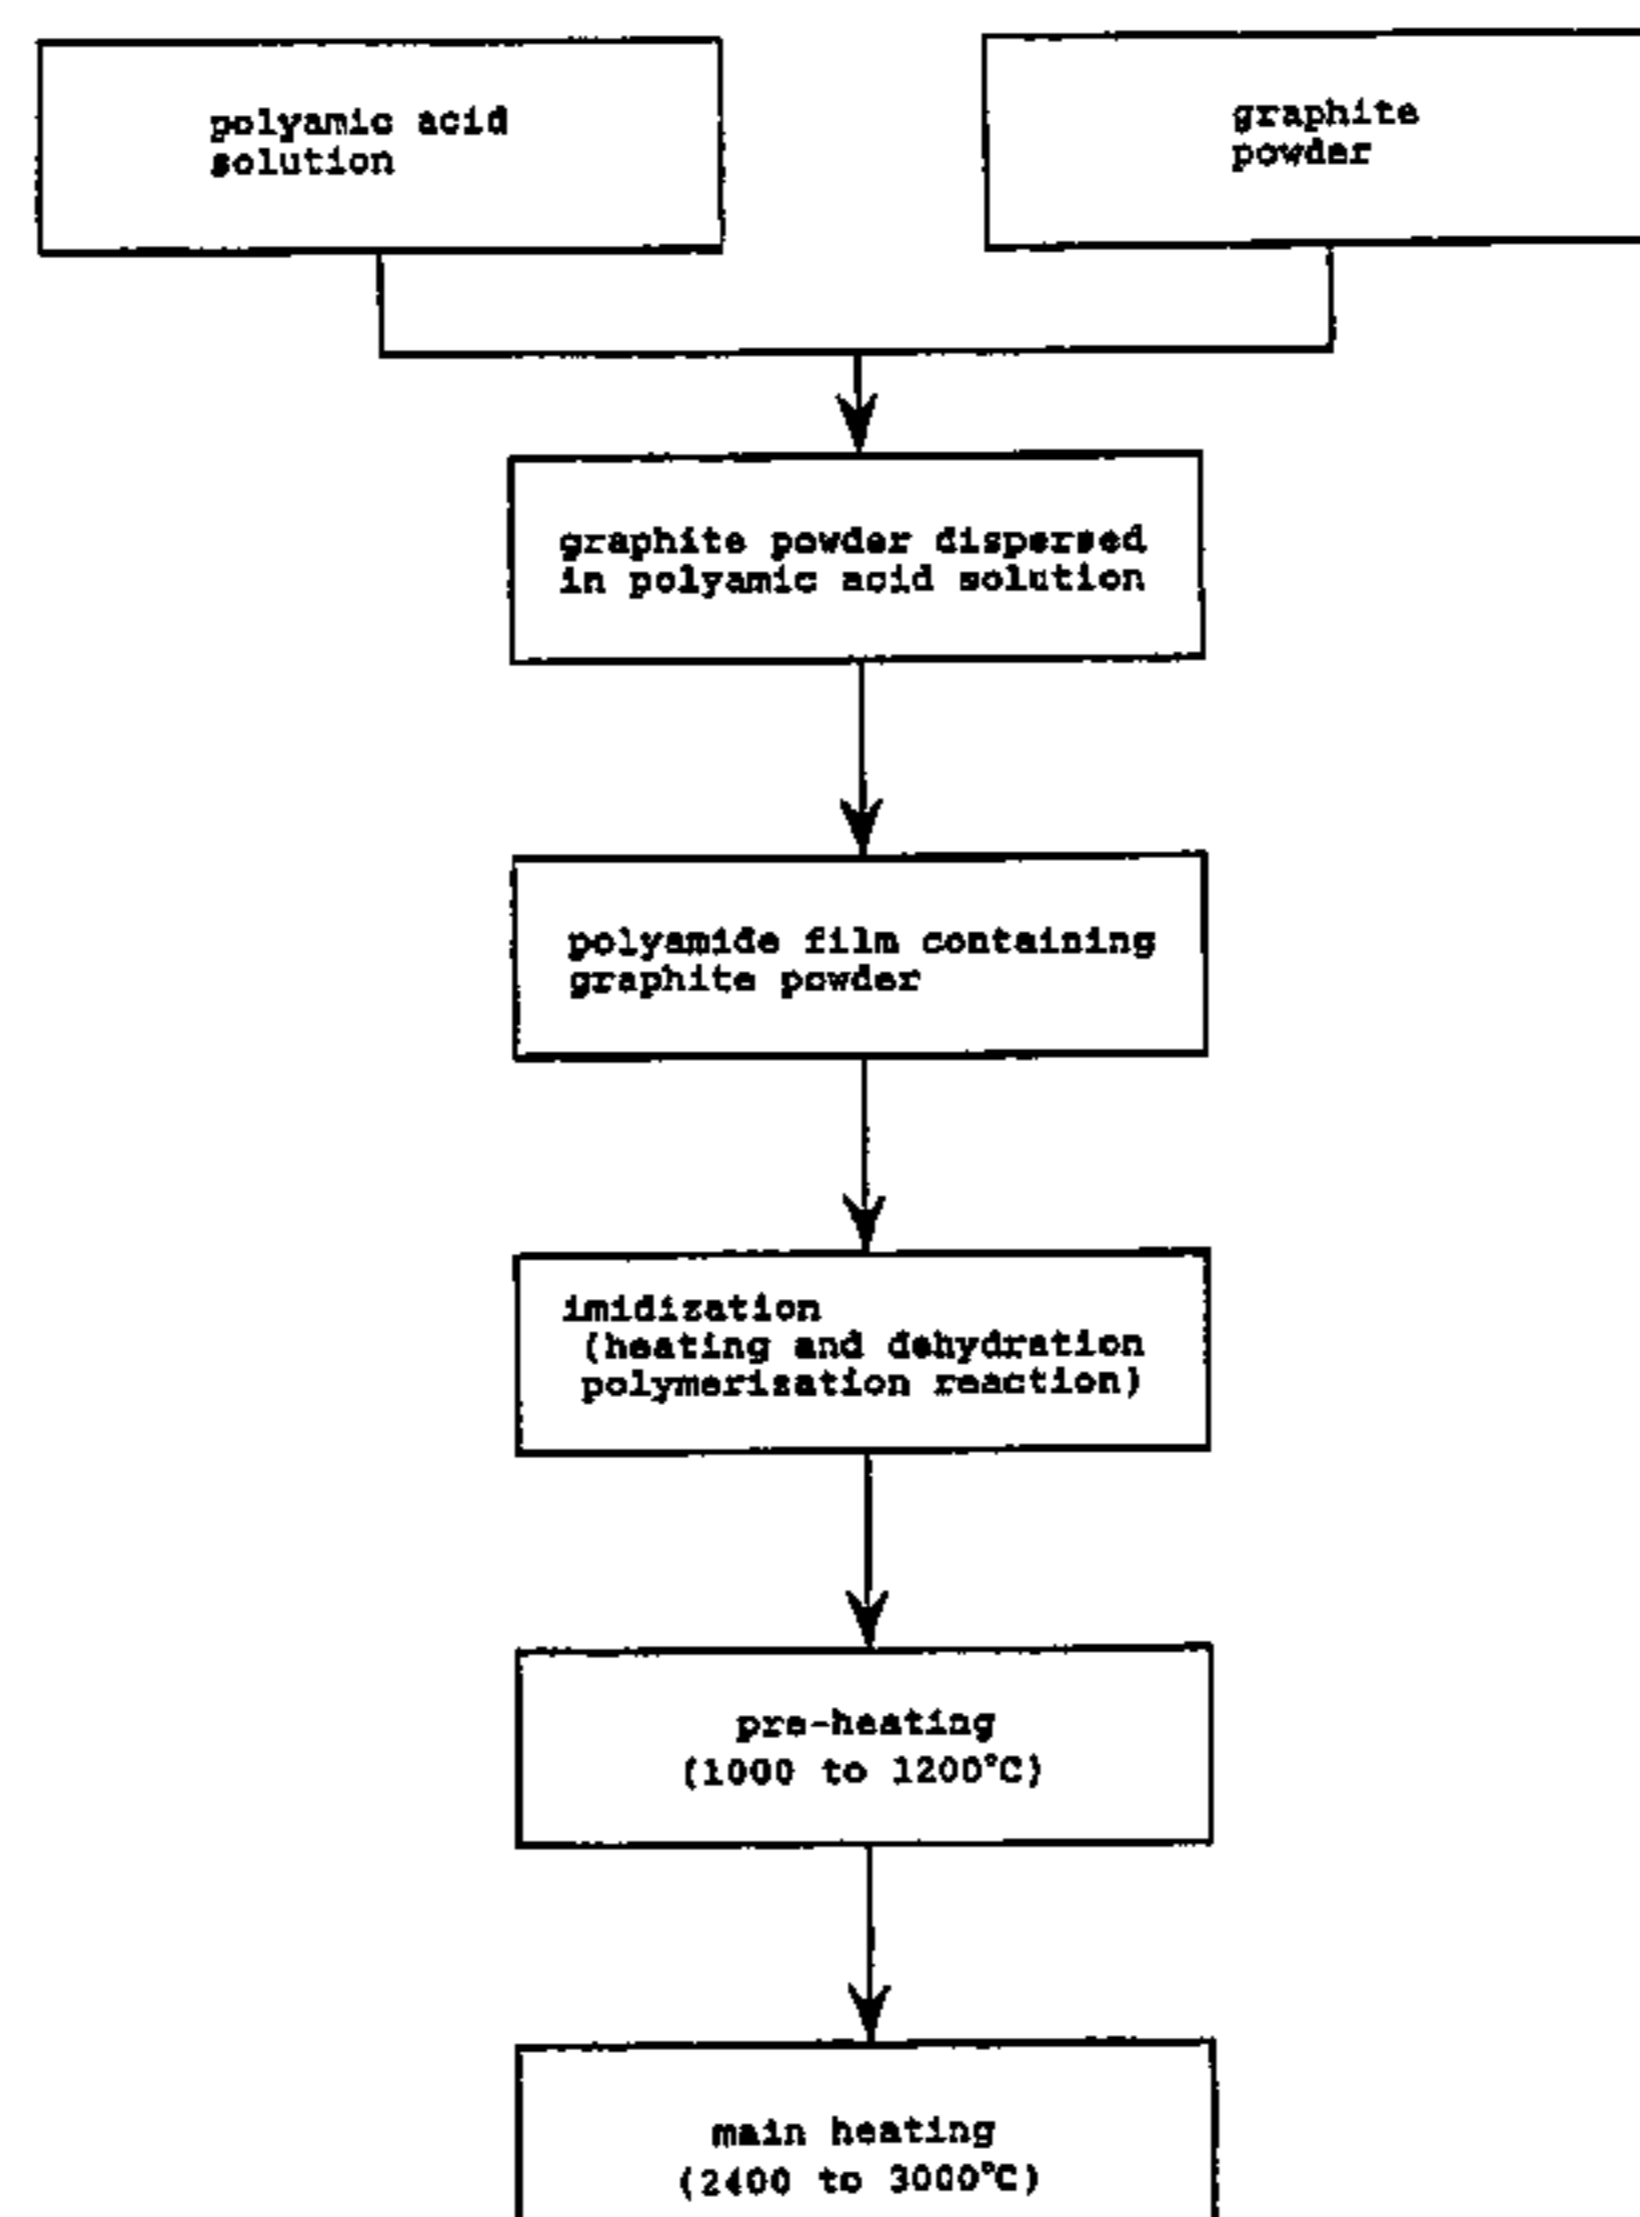 polyamic acid
solution
graphite
powder
graphite powder dispersed
in polyamic acid solution
polyamide film containing
graphite powder
imidization
(heating and dehydration
polymerisation reaction)
pre-heating
(1000 to 1200°C)
main heating
(2400 to 3000°C)